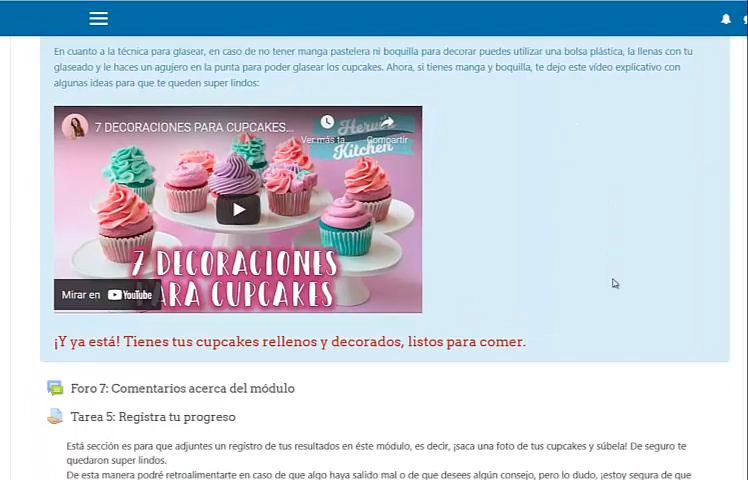 En cuanto a la técnica para glasear, en caso de no tener manga pastelera ni boquilla para decorar puedes utilizar una bolsa plástica, la llenas con tu
glaseado y le haces un agujero en la punta para poder glasear los cupcakes. Ahora, si tienes manga y boquilla, te dejo este vídeo explicativo con
algunas ideas para que te queden super lindos:
7 DECORACIONES PARA CUPCAKES...
Ver más ta...
Compartir
Kitchen
7 DECORACIONES
PARA CUPCAKES
Mirar en YouTube
¡Y ya está! Tienes tus cupcakes rellenos y decorados, listos para comer.
Foro 7: Comentarios acerca del módulo
Tarea 5: Registra tu progreso
Está sección es para que adjuntes un registro de tus resultados en éste módulo, es decir, ¡saca una foto de tus cupcakes y súbela! De seguro te
quedaron super lindos.
De esta manera podré retroalimentarte en caso de que algo haya salido mal o de que desees algún consejo, pero lo dudo, ¡estoy segura de que